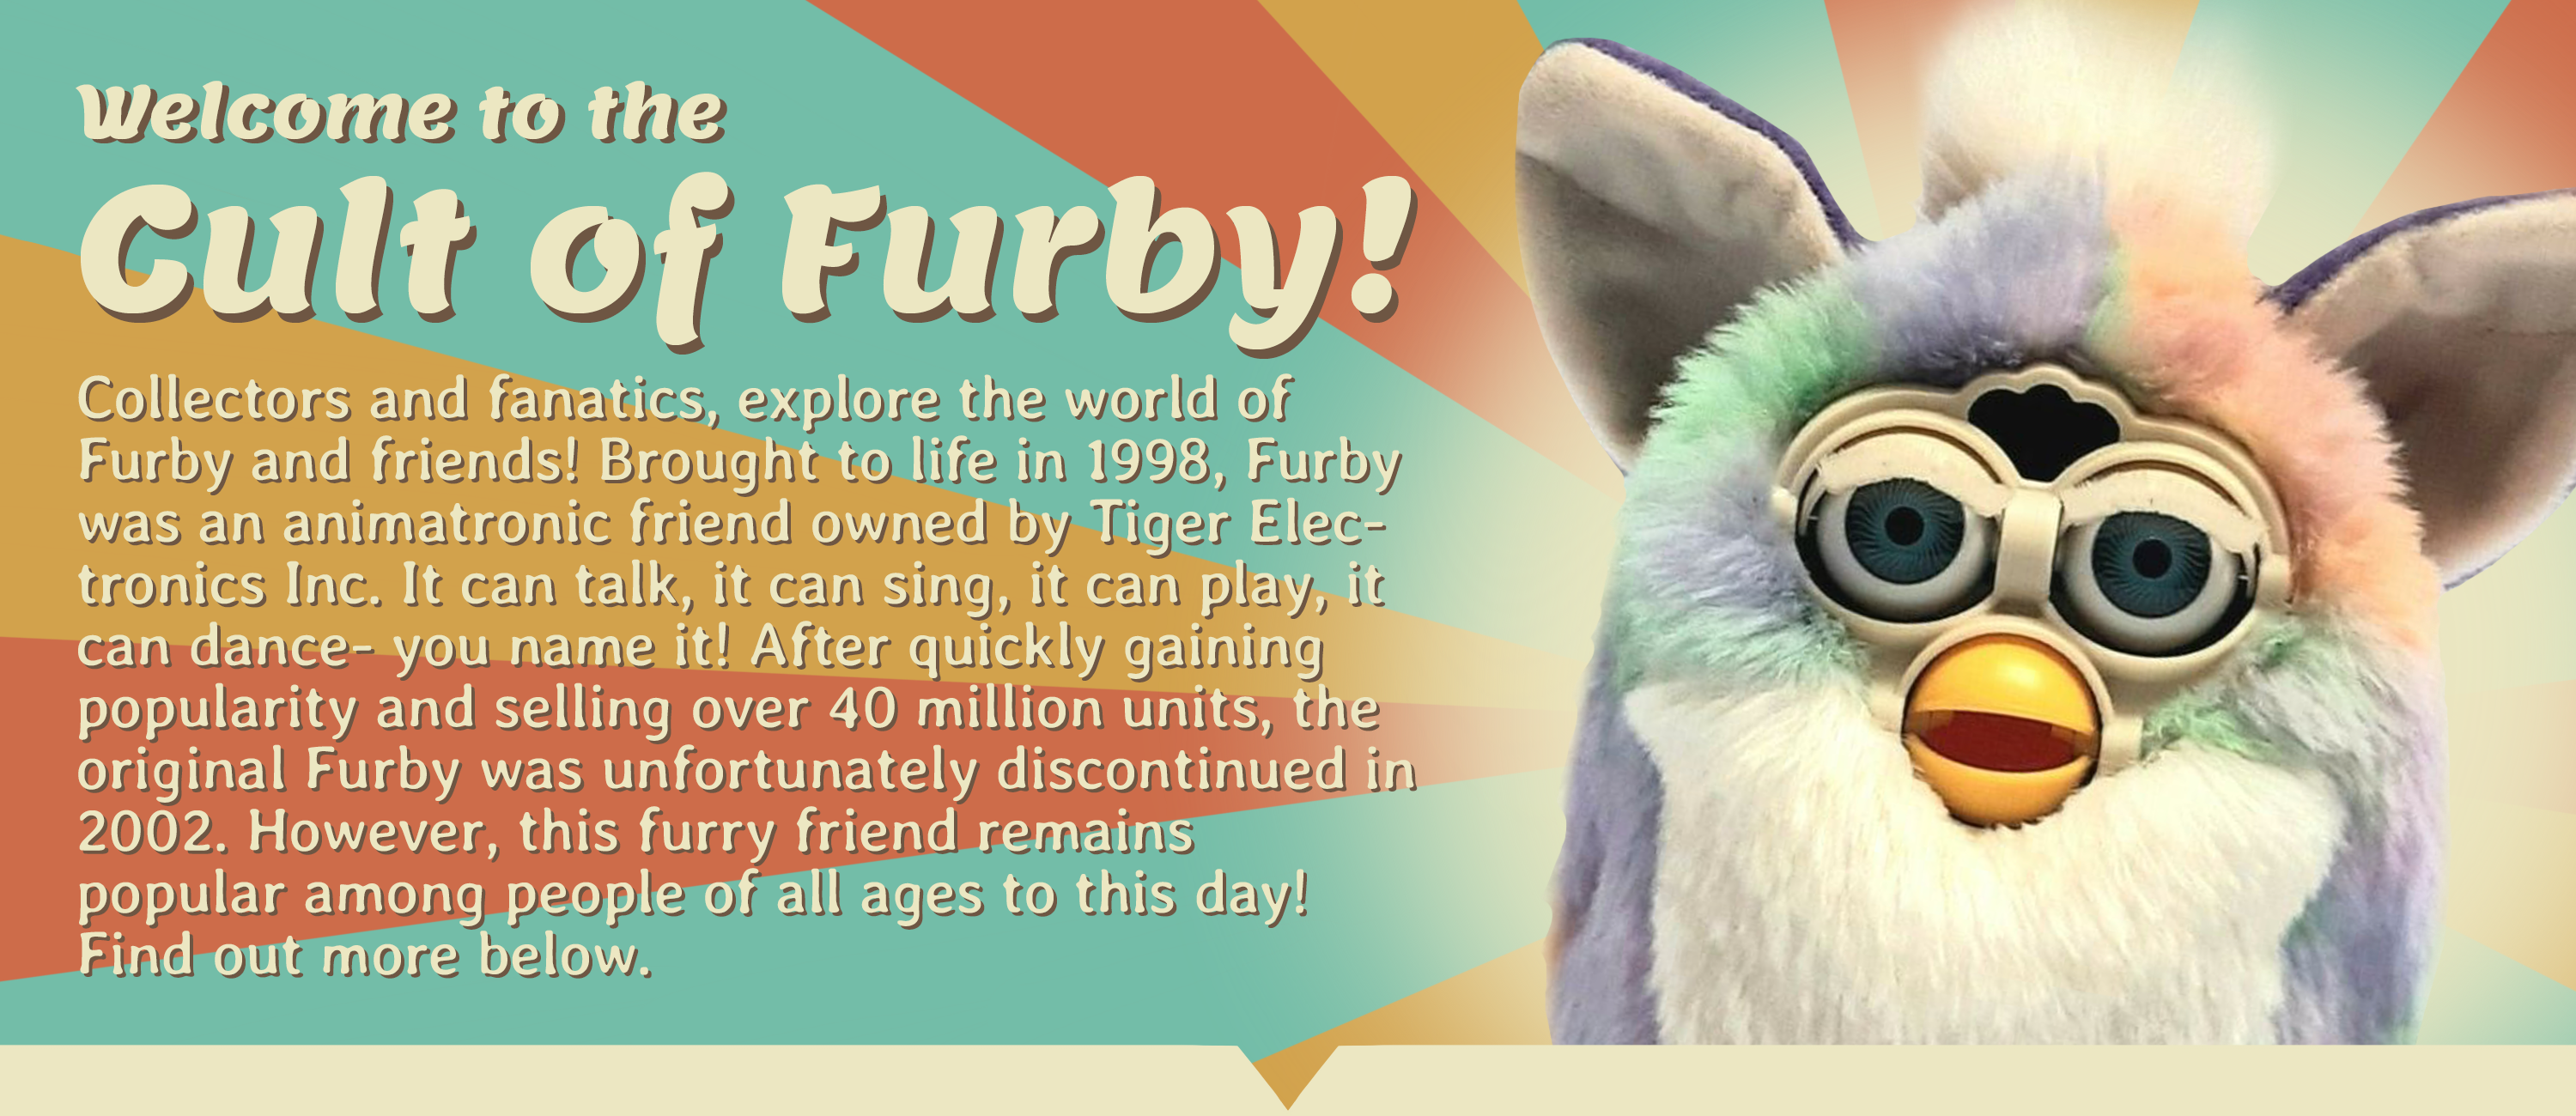 Welcome to the
Cult of Furby!
Collectors and fanatics, explore the world of
Furby and friends! Brought to life in 1998, Furby
was an animatronic friend owned by Tiger Elec-
tronics Inc. It can talk, it can sing, it can play, it
can dance- you name it! After quickly gaining
popularity and selling over 40 million units, the
original Furby was unfortunately discontinued in
2002. However, this furry friend remains
popular among people of all ages to this day!
Find out more below.